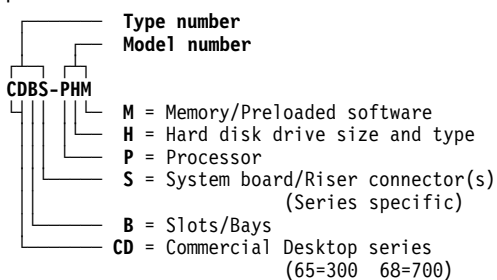 Type number
Model number
CDBS-PHM
M = Memory/Preloaded software
H = Hard disk drive size and type
P = Processor
S = System board/Riser connector(s)
(Series specific)
B = Slots/Bays
CD = Commercial Desktop series
(65=300 68=700)